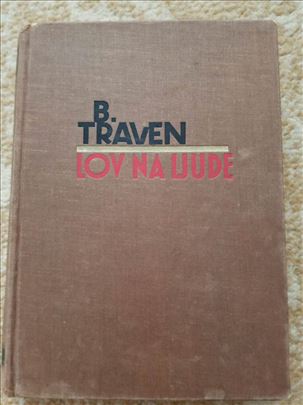 B.
TRAVEN
LOV NA LJUDE